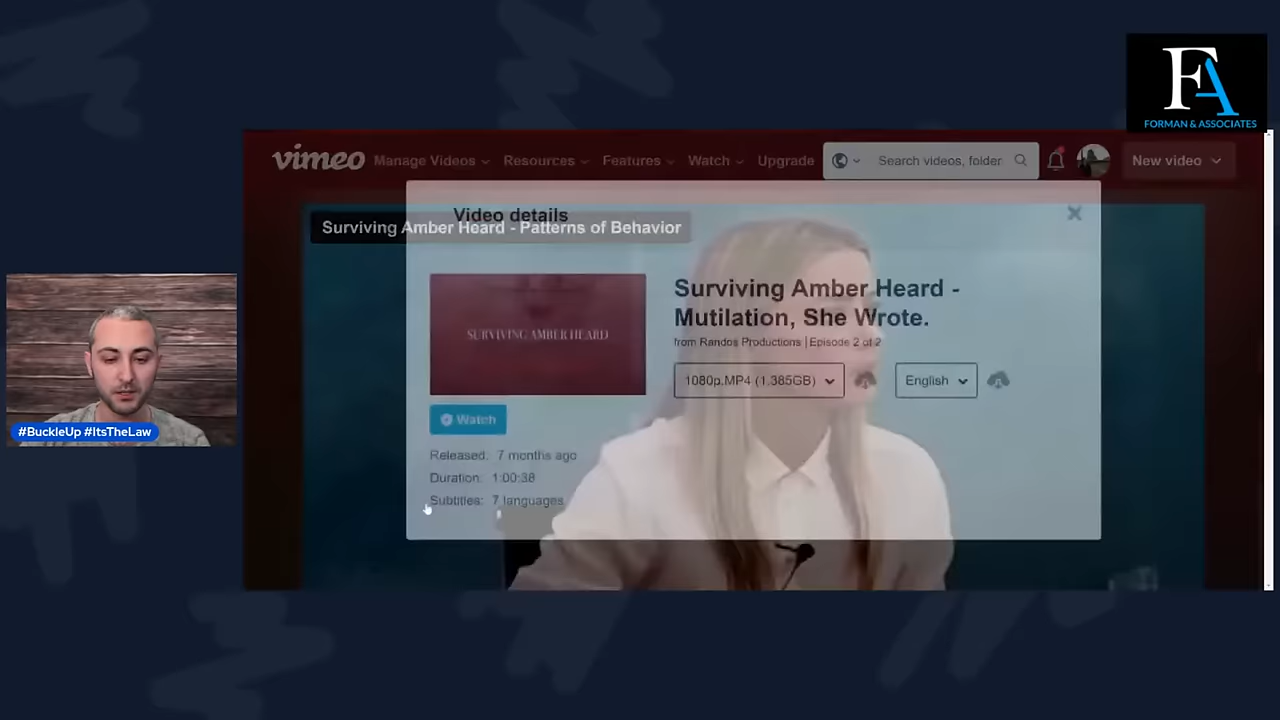 FA
FORMAN & ASSOCIATES
vimeo
Manage Videos
Resources
Features
Watch
Upgrade
Search videos, folder
New video
Video details
Surviving Amber Heard - Patterns of Behavior
SURVIVING AMBER HEARD
Surviving Amber Heard -
Mutilation, She Wrote.
from Randos Productions | Episode 2 of 2
1080p.MP4 (1.385GB)
English
Watch
Released: 7 months ago
Duration: 1:00:38
Subtitles: 7 languages
#BuckleUp #ItsTheLaw